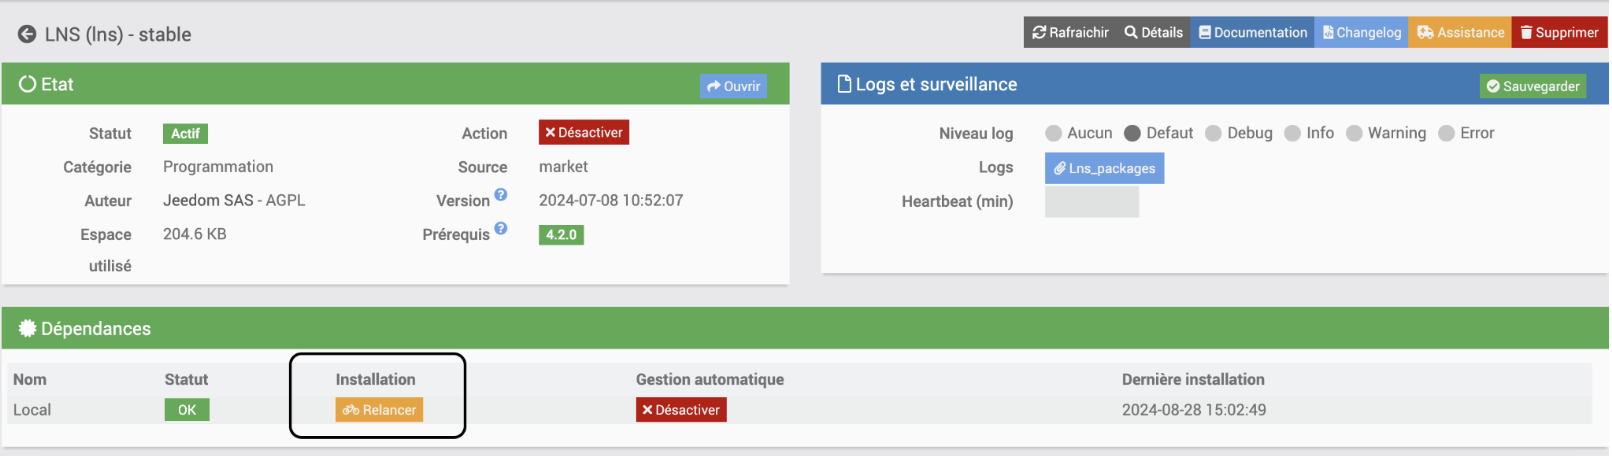 LNS (lns) - stable
Rafraichir Détails Documentation Changelog Assistance Supprimer
Etat Ouvrir
Statut Actif Action Désactiver
Catégorie Programmation Source market
Auteur Jeedom SAS - AGPL Version 2024-07-08 10:52:07
Espace utilisé 204.6 KB Prérequis 4.2.0
Logs et surveillance Sauvegarder
Niveau log Aucun Defaut Debug Info Warning Error
Logs Lns_packages
Heartbeat (min)
Dépendances
Nom Statut Installation Gestion automatique Dernière installation
Local OK Relancer Désactiver 2024-08-28 15:02:49